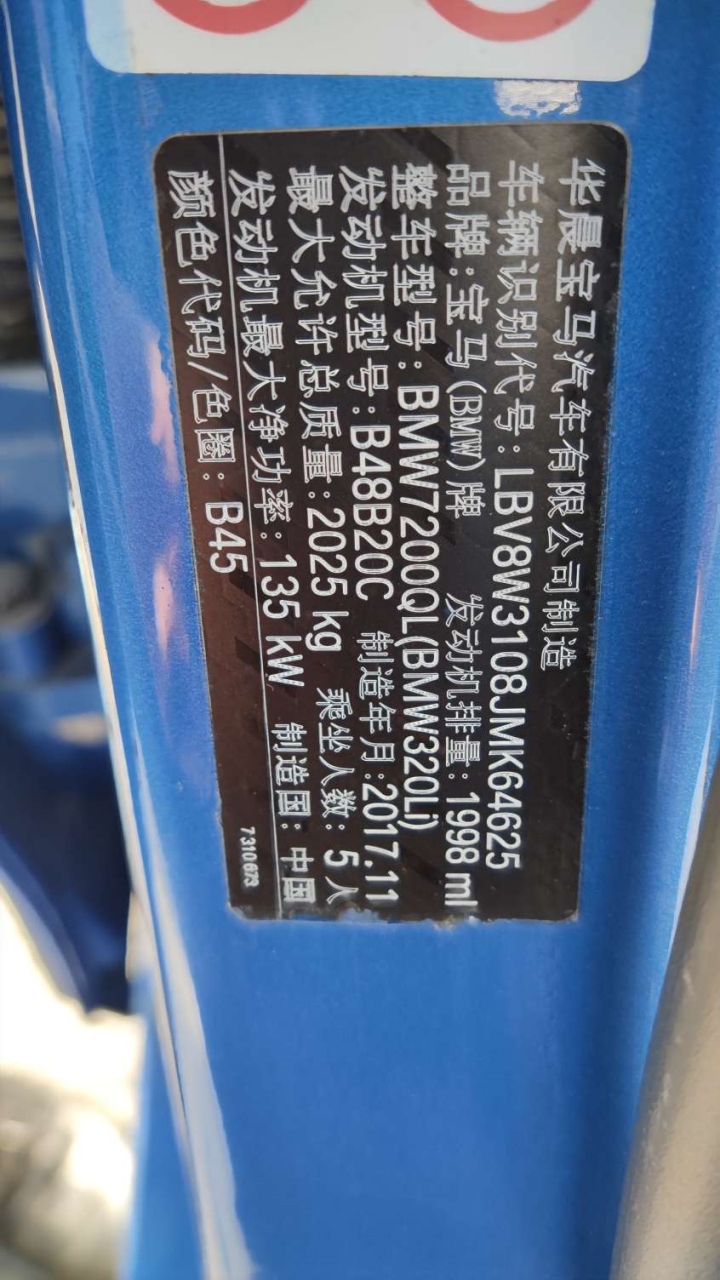 华晨宝马汽车有限公司制造
车辆识别代号:LBV8W3108JMK64625
品牌:宝马(BMW)牌 发动机排量:1998 ml
整车型号:BMW7200QL(BMW320Li)
发动机型号:B48B20C 制造年月:2017.11
最大允许总质量:2025 kg 乘坐人数:5人
发动机最大净功率:135 kW 制造国:中国
颜色代码/色圈:B45
7 310 673